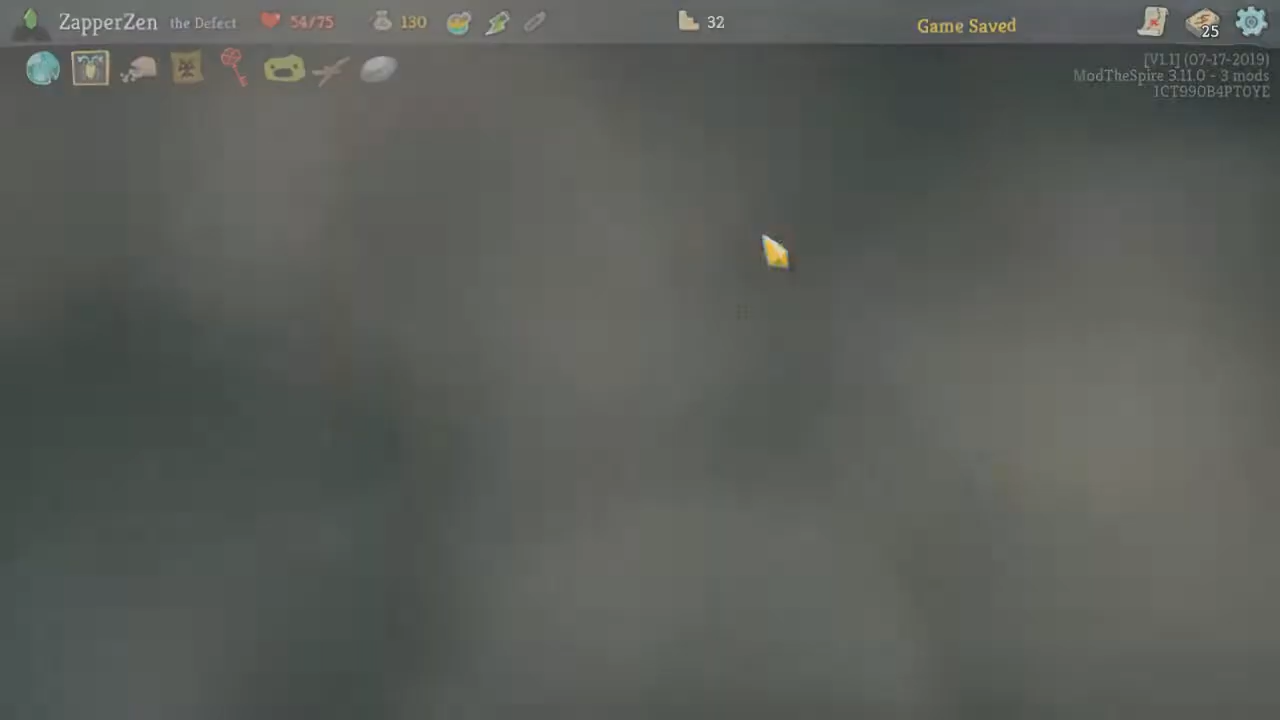 ZapperZen the Defect 54/75 130 32 Game Saved 25
[V1.1] (07-17-2019)
ModTheSpire 3.11.0 - 3 mods
1CT990B4PT0YE